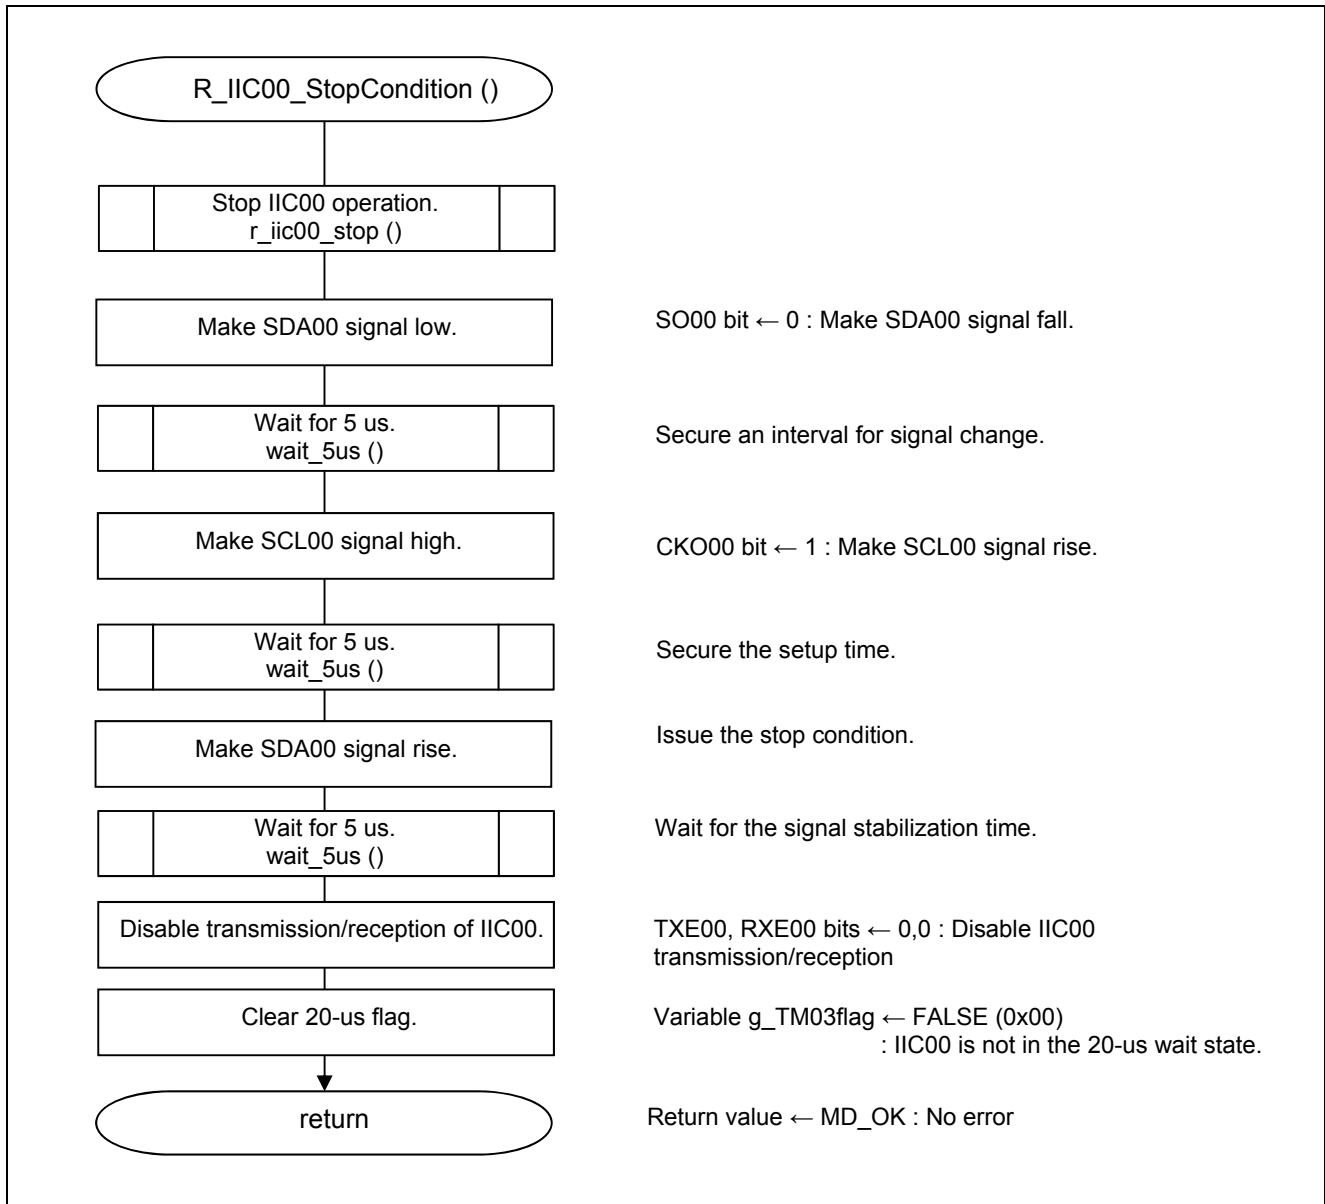 R_IIC00_StopCondition ()
Stop IIC00 operation.
r_iic00_stop ()
Make SDA00 signal low.
SO00 bit ← 0 : Make SDA00 signal fall.
Wait for 5 us.
wait_5us ()
Secure an interval for signal change.
Make SCL00 signal high.
CKO00 bit ← 1 : Make SCL00 signal rise.
Wait for 5 us.
wait_5us ()
Secure the setup time.
Make SDA00 signal rise.
Issue the stop condition.
Wait for 5 us.
wait_5us ()
Wait for the signal stabilization time.
Disable transmission/reception of IIC00.
TXE00, RXE00 bits ← 0,0 : Disable IIC00
transmission/reception
Clear 20-us flag.
Variable g_TM03flag ← FALSE (0x00)
: IIC00 is not in the 20-us wait state.
return
Return value ← MD_OK : No error